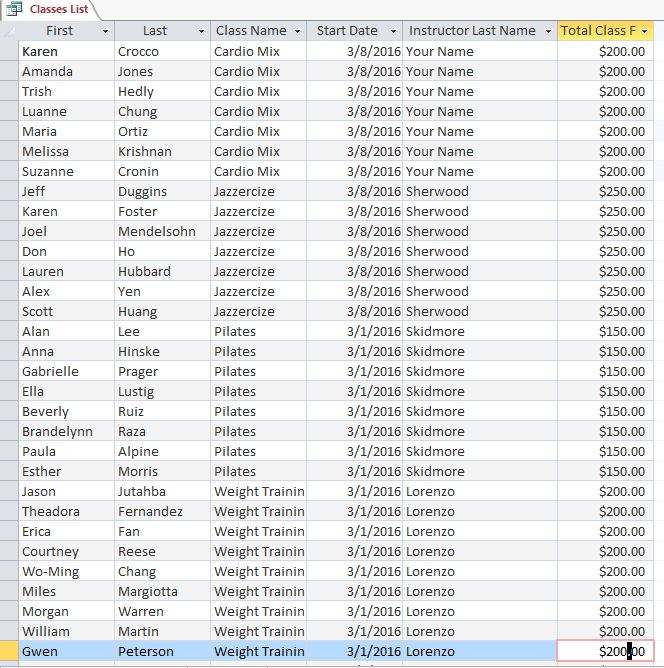 Classes List
First Last Class Name Start Date Instructor Last Name Total Class F
Karen Crocco Cardio Mix 3/8/2016 Your Name $200.00
Amanda Jones Cardio Mix 3/8/2016 Your Name $200.00
Trish Hedly Cardio Mix 3/8/2016 Your Name $200.00
Luanne Chung Cardio Mix 3/8/2016 Your Name $200.00
Maria Ortiz Cardio Mix 3/8/2016 Your Name $200.00
Melissa Krishnan Cardio Mix 3/8/2016 Your Name $200.00
Suzanne Cronin Cardio Mix 3/8/2016 Your Name $200.00
Jeff Duggins Jazzercize 3/8/2016 Sherwood $250.00
Karen Foster Jazzercize 3/8/2016 Sherwood $250.00
Joel Mendelsohn Jazzercize 3/8/2016 Sherwood $250.00
Don Ho Jazzercize 3/8/2016 Sherwood $250.00
Lauren Hubbard Jazzercize 3/8/2016 Sherwood $250.00
Alex Yen Jazzercize 3/8/2016 Sherwood $250.00
Scott Huang Jazzercize 3/8/2016 Sherwood $250.00
Alan Lee Pilates 3/1/2016 Skidmore $150.00
Anna Hinske Pilates 3/1/2016 Skidmore $150.00
Gabrielle Prager Pilates 3/1/2016 Skidmore $150.00
Ella Lustig Pilates 3/1/2016 Skidmore $150.00
Beverly Ruiz Pilates 3/1/2016 Skidmore $150.00
Brandelynn Raza Pilates 3/1/2016 Skidmore $150.00
Paula Alpine Pilates 3/1/2016 Skidmore $150.00
Esther Morris Pilates 3/1/2016 Skidmore $150.00
Jason Jutahba Weight Trainin 3/1/2016 Lorenzo $200.00
Theadora Fernandez Weight Trainin 3/1/2016 Lorenzo $200.00
Erica Fan Weight Trainin 3/1/2016 Lorenzo $200.00
Courtney Reese Weight Trainin 3/1/2016 Lorenzo $200.00
Wo-Ming Chang Weight Trainin 3/1/2016 Lorenzo $200.00
Miles Margiotta Weight Trainin 3/1/2016 Lorenzo $200.00
Morgan Warren Weight Trainin 3/1/2016 Lorenzo $200.00
William Martin Weight Trainin 3/1/2016 Lorenzo $200.00
Gwen Peterson Weight Trainin 3/1/2016 Lorenzo $200.00